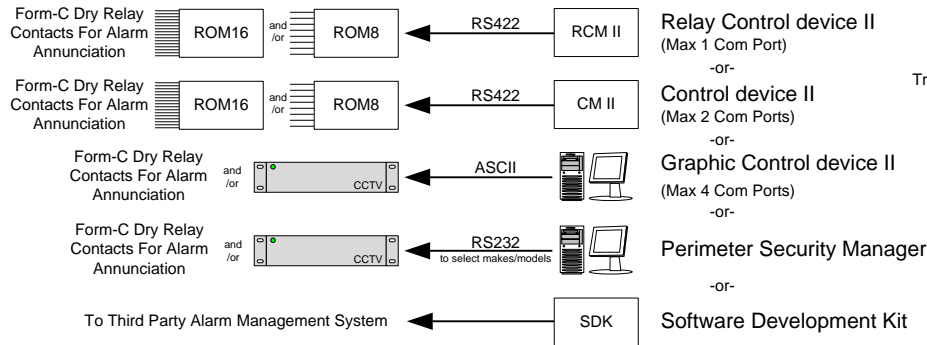 Form-C Dry Relay
Contacts For Alarm
Annunciation
ROM16
and
/or
ROM8
RS422
RCM II
Relay Control device II
(Max 1 Com Port)
-or-
Tr
Form-C Dry Relay
Contacts For Alarm
Annunciation
ROM16
and
/or
ROM8
RS422
CM II
Control device II
(Max 2 Com Ports)
-or-
Form-C Dry Relay
Contacts For Alarm
Annunciation
and
/or
CCTV
ASCII
Graphic Control device II
(Max 4 Com Ports)
-or-
Form-C Dry Relay
Contacts For Alarm
Annunciation
and
/or
CCTV
RS232
to select makes/models
Perimeter Security Manager
-or-
To Third Party Alarm Management System
SDK
Software Development Kit